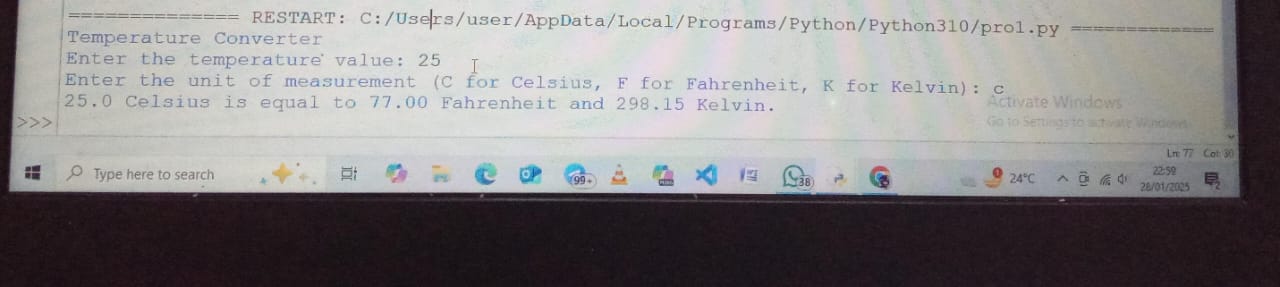 ============== RESTART: C:/Users/user/AppData/Local/Programs/Python/Python310/pro1.py =============
Temperature Converter
Enter the temperature value: 25
Enter the unit of measurement (C for Celsius, F for Fahrenheit, K for Kelvin): c
25.0 Celsius is equal to 77.00 Fahrenheit and 298.15 Kelvin.
>>>
Activate Windows
Go to Settings to activate Windows.
Ln: 77 Col: 30
Type here to search
99+
38
1
24°C
22:59
28/01/2025
2